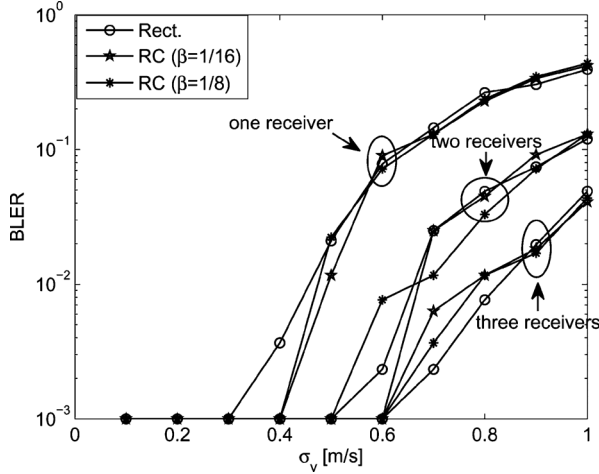 Rect.
RC (β=1/16)
RC (β=1/8)
one receiver
two receivers
three receivers
BLER
10^0
10^-1
10^-2
10^-3
0 0.2 0.4 0.6 0.8 1
σ_v [m/s]